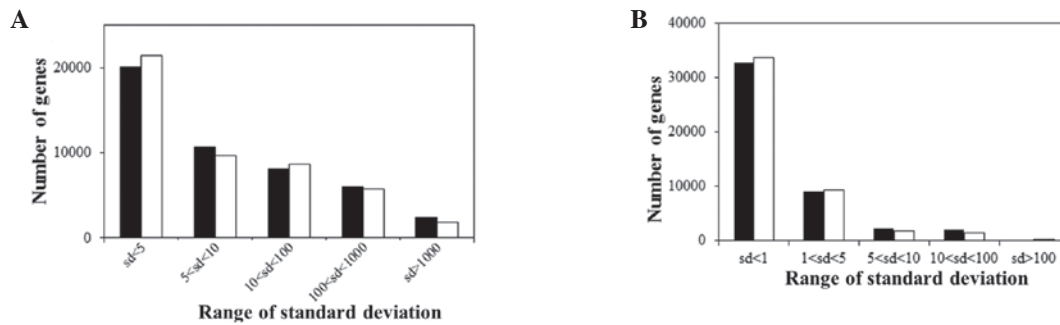 A
Number of genes
20000
10000
0
sd<5
5<sd<10
10<sd<100
100<sd<1000
sd>1000
Range of standard deviation
B
Number of genes
40000
30000
20000
10000
0
sd<1
1<sd<5
5<sd<10
10<sd<100
sd>100
Range of standard deviation